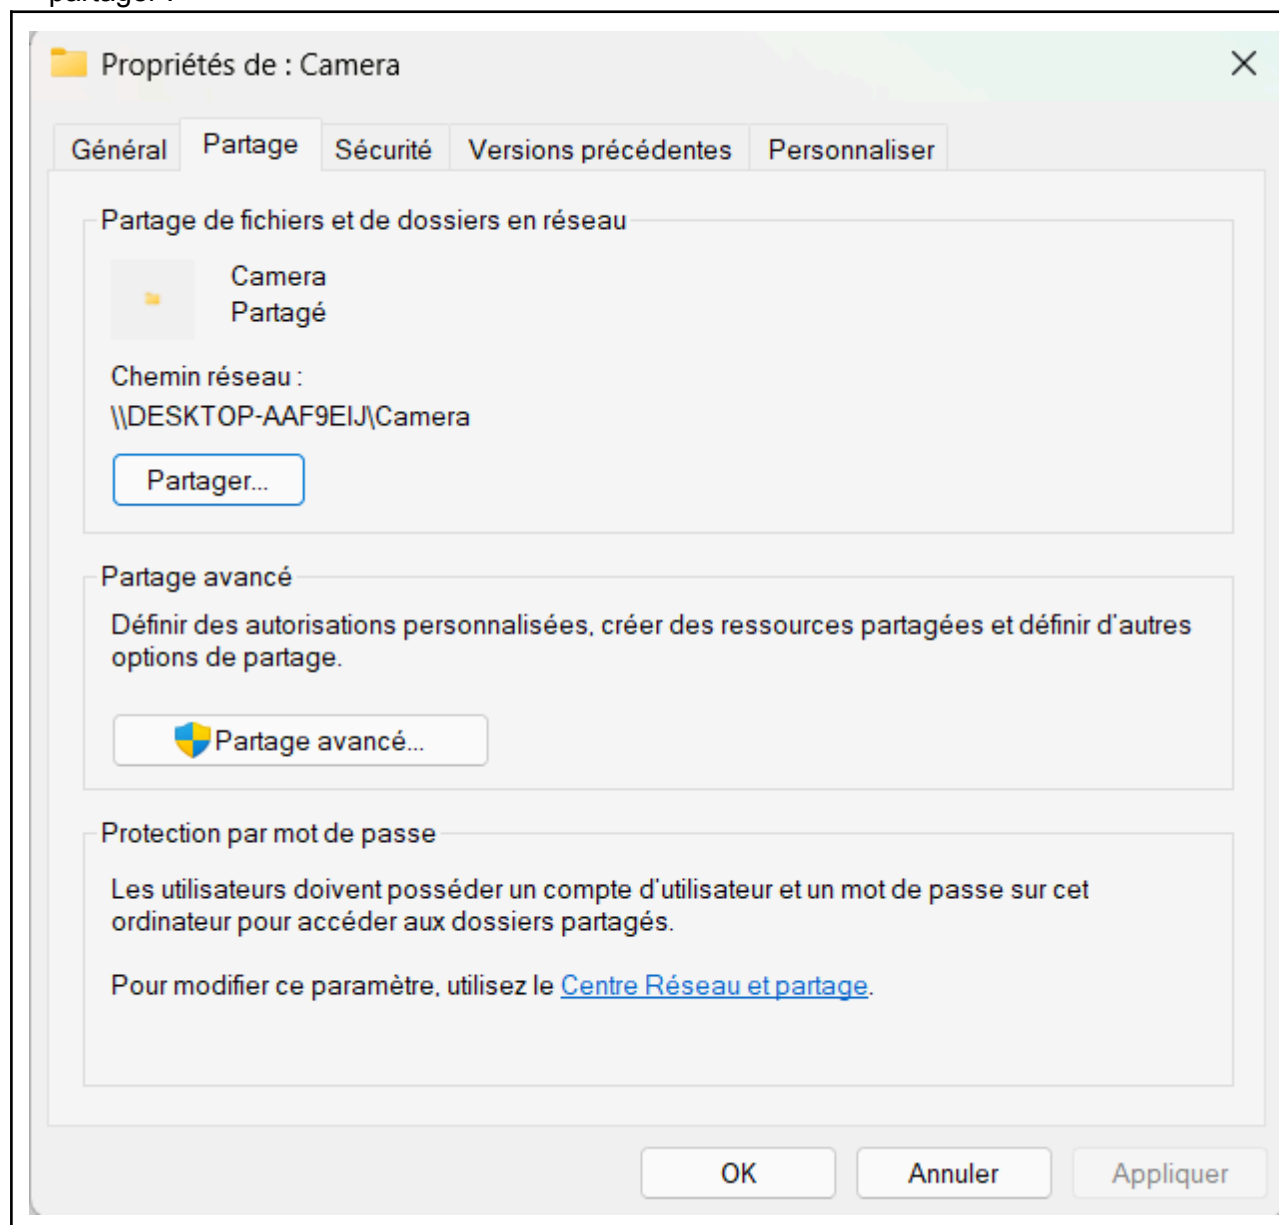 partager :
Propriétés de : Camera
Général
Partage
Sécurité
Versions précédentes
Personnaliser
Partage de fichiers et de dossiers en réseau
Camera
Partagé
Chemin réseau :
\\DESKTOP-AAF9EIJ\Camera
Partager...
Partage avancé
Définir des autorisations personnalisées, créer des ressources partagées et définir d'autres
options de partage.
Partage avancé...
Protection par mot de passe
Les utilisateurs doivent posséder un compte d'utilisateur et un mot de passe sur cet
ordinateur pour accéder aux dossiers partagés.
Pour modifier ce paramètre, utilisez le Centre Réseau et partage.
OK
Annuler
Appliquer